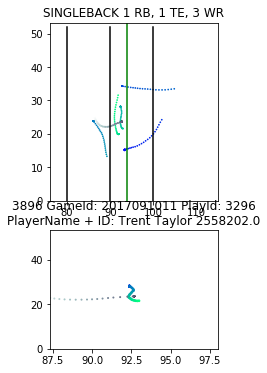 SINGLEBACK 1 RB, 1 TE, 3 WR
50
40
30
20
10
0
80 90 100 110
3896 GameId: 2017091011 PlayId: 3296
PlayerName + ID: Trent Taylor 2558202.0
40
20
0
87.5 90.0 92.5 95.0 97.5